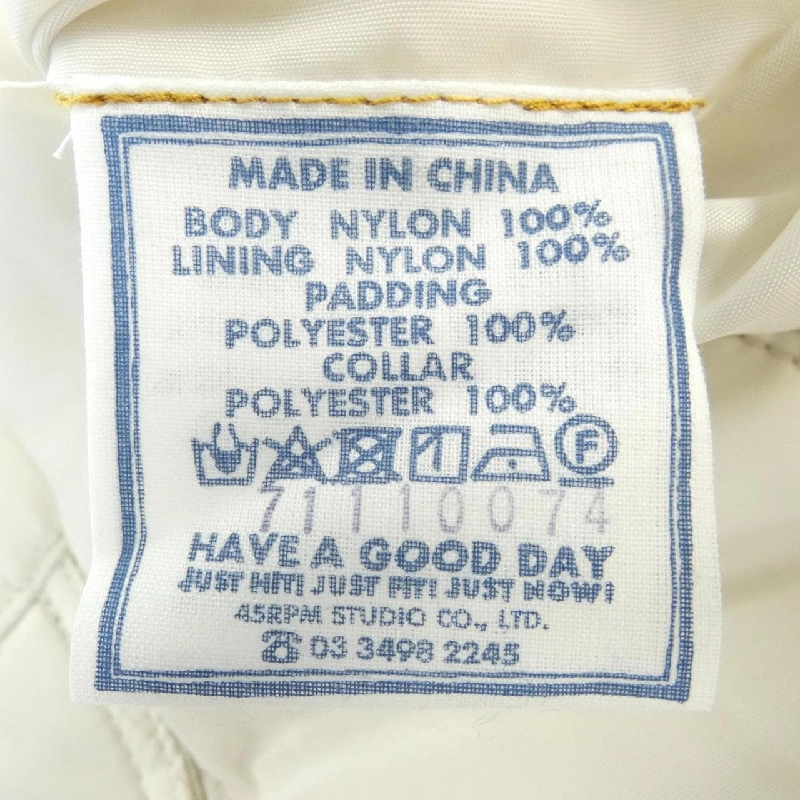 MADE IN CHINA
BODY NYLON 100%
LINING NYLON 100%
PADDING
POLYESTER 100%
COLLAR
POLYESTER 100%
F
71110074
HAVE A GOOD DAY
JUST HIT! JUST FIT! JUST NOW!
45RPM STUDIO CO., LTD.
☎ 03 3498 2245